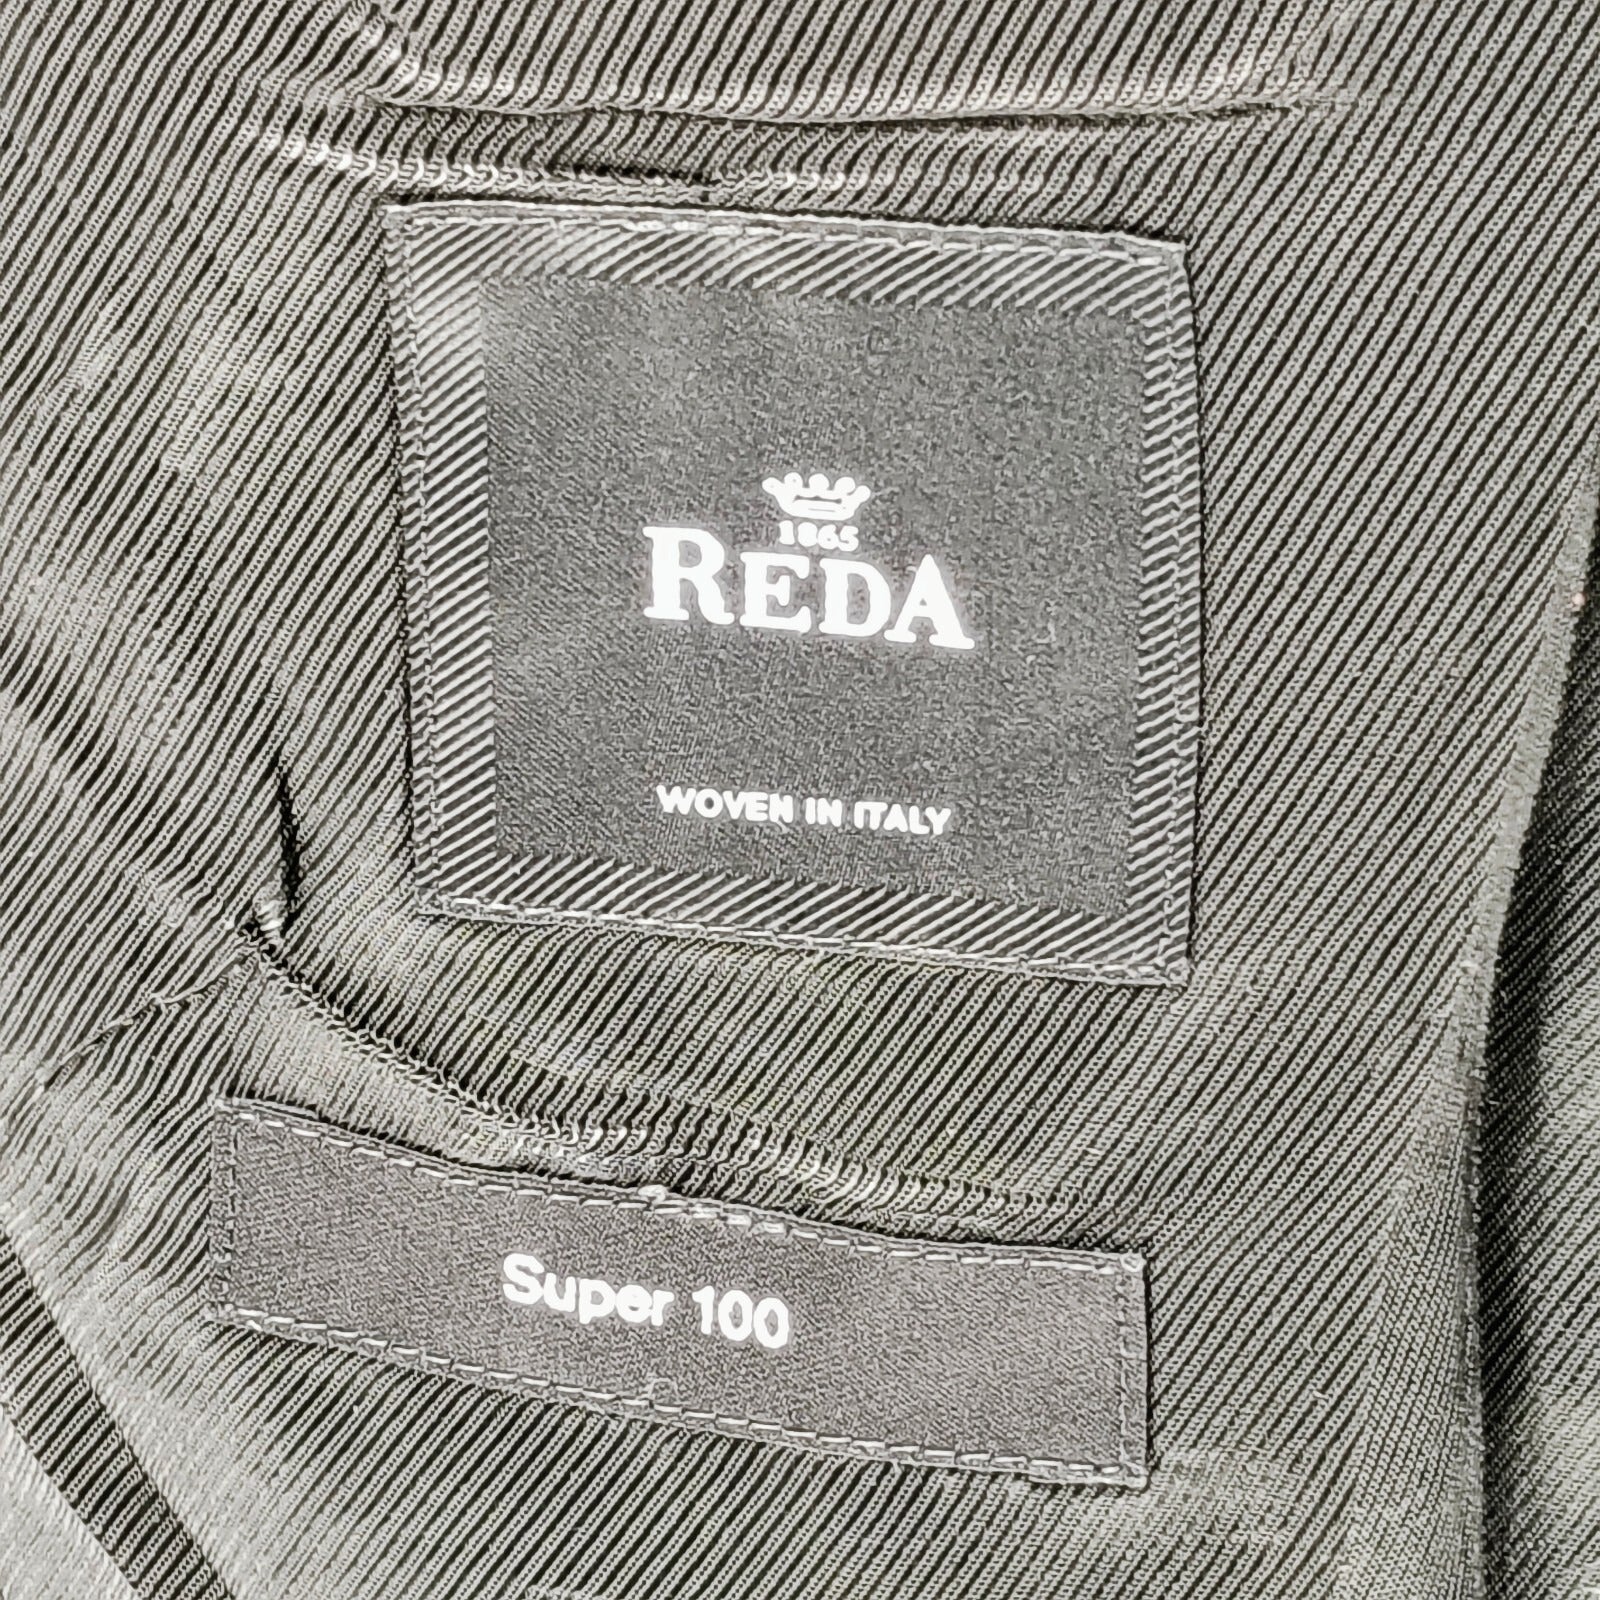 1865
REDA
WOVEN IN ITALY
Super 100